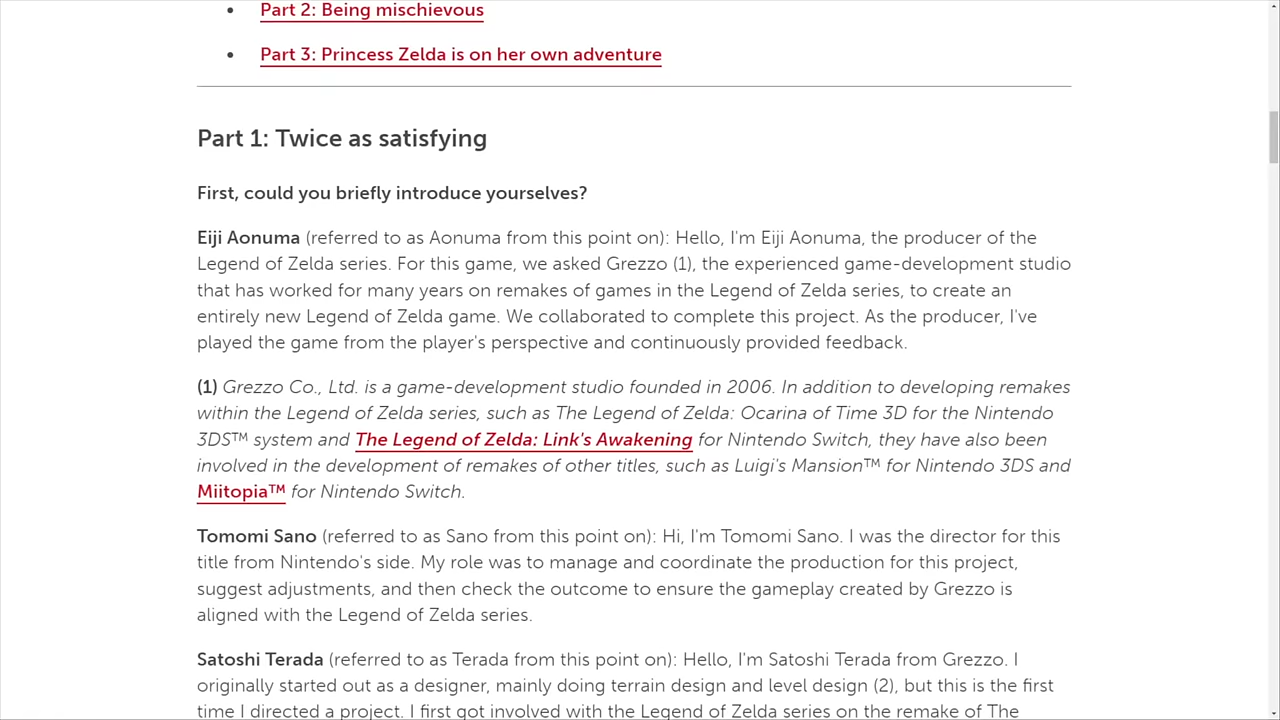 • Part 2: Being mischievous
• Part 3: Princess Zelda is on her own adventure
Part 1: Twice as satisfying
First, could you briefly introduce yourselves?
Eiji Aonuma (referred to as Aonuma from this point on): Hello, I'm Eiji Aonuma, the producer of the
Legend of Zelda series. For this game, we asked Grezzo (1), the experienced game-development studio
that has worked for many years on remakes of games in the Legend of Zelda series, to create an
entirely new Legend of Zelda game. We collaborated to complete this project. As the producer, I've
played the game from the player's perspective and continuously provided feedback.
(1) Grezzo Co., Ltd. is a game-development studio founded in 2006. In addition to developing remakes
within the Legend of Zelda series, such as The Legend of Zelda: Ocarina of Time 3D for the Nintendo
3DS™ system and The Legend of Zelda: Link's Awakening for Nintendo Switch, they have also been
involved in the development of remakes of other titles, such as Luigi's Mansion™ for Nintendo 3DS and
Miitopia™ for Nintendo Switch.
Tomomi Sano (referred to as Sano from this point on): Hi, I'm Tomomi Sano. I was the director for this
title from Nintendo's side. My role was to manage and coordinate the production for this project,
suggest adjustments, and then check the outcome to ensure the gameplay created by Grezzo is
aligned with the Legend of Zelda series.
Satoshi Terada (referred to as Terada from this point on): Hello, I'm Satoshi Terada from Grezzo. I
originally started out as a designer, mainly doing terrain design and level design (2), but this is the first
time I directed a project. I first got involved with the Legend of Zelda series on the remake of The